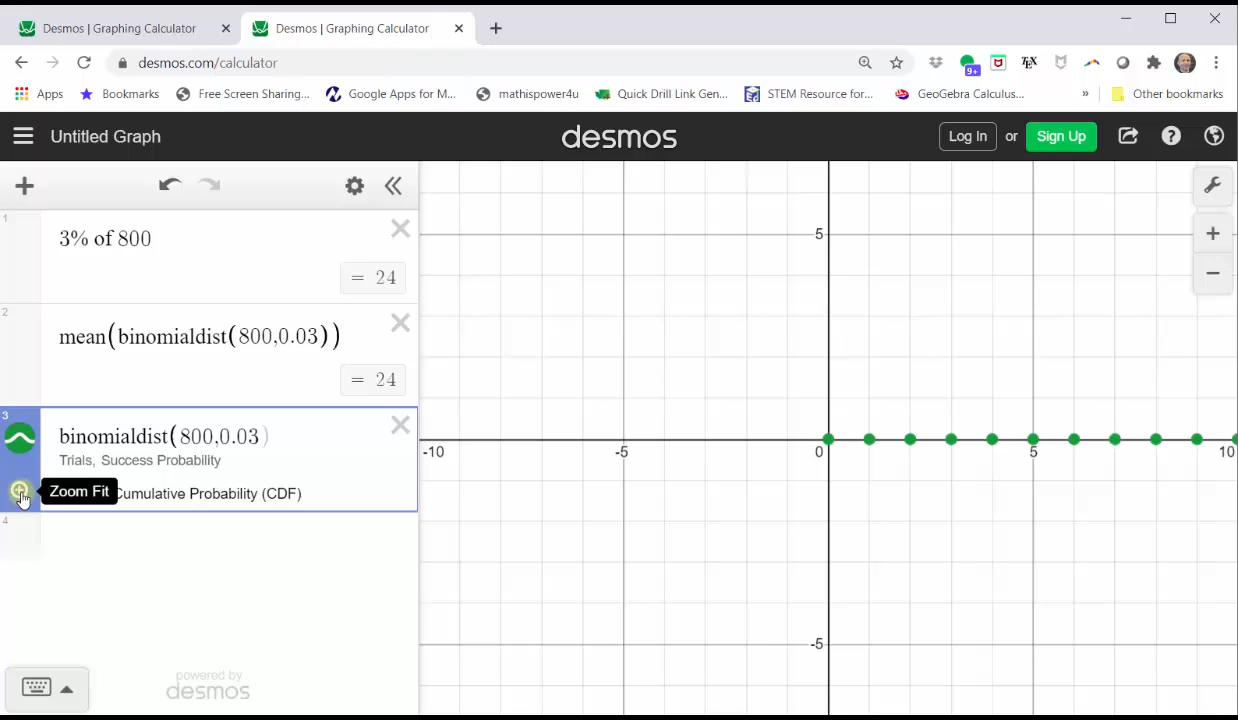 Desmos | Graphing Calculator
Desmos | Graphing Calculator
desmos.com/calculator
9+
TEX
Apps
Bookmarks
Free Screen Sharing...
Google Apps for M...
mathispower4u
Quick Drill Link Gen...
STEM Resource for...
GeoGebra Calculus...
»
Other bookmarks
Untitled Graph
desmos
Log In
or
Sign Up
1
3% of 800
= 24
2
mean(binomialdist(800,0.03))
= 24
3
binomialdist(800,0.03)
Trials, Success Probability
Zoom Fit
Cumulative Probability (CDF)
4
powered by
desmos
5
-10
-5
0
5
10
-5